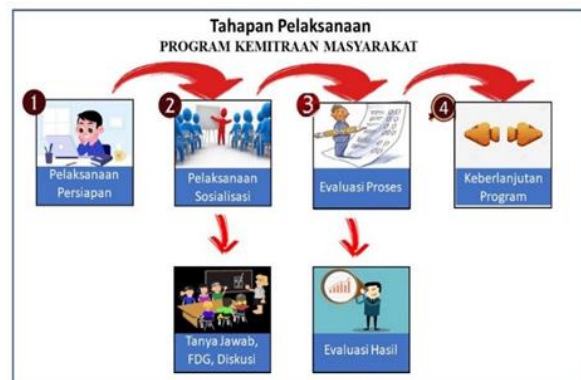 Tahapan Pelaksanaan
PROGRAM KEMITRAAN MASYARAKAT
1
Pelaksanaan
Persiapan
2
Pelaksanaan
Sosialisasi
3
Evaluasi Proses
4
Keberlanjutan
Program
Tanya Jawab,
FDG, Diskusi
Evaluasi Hasil